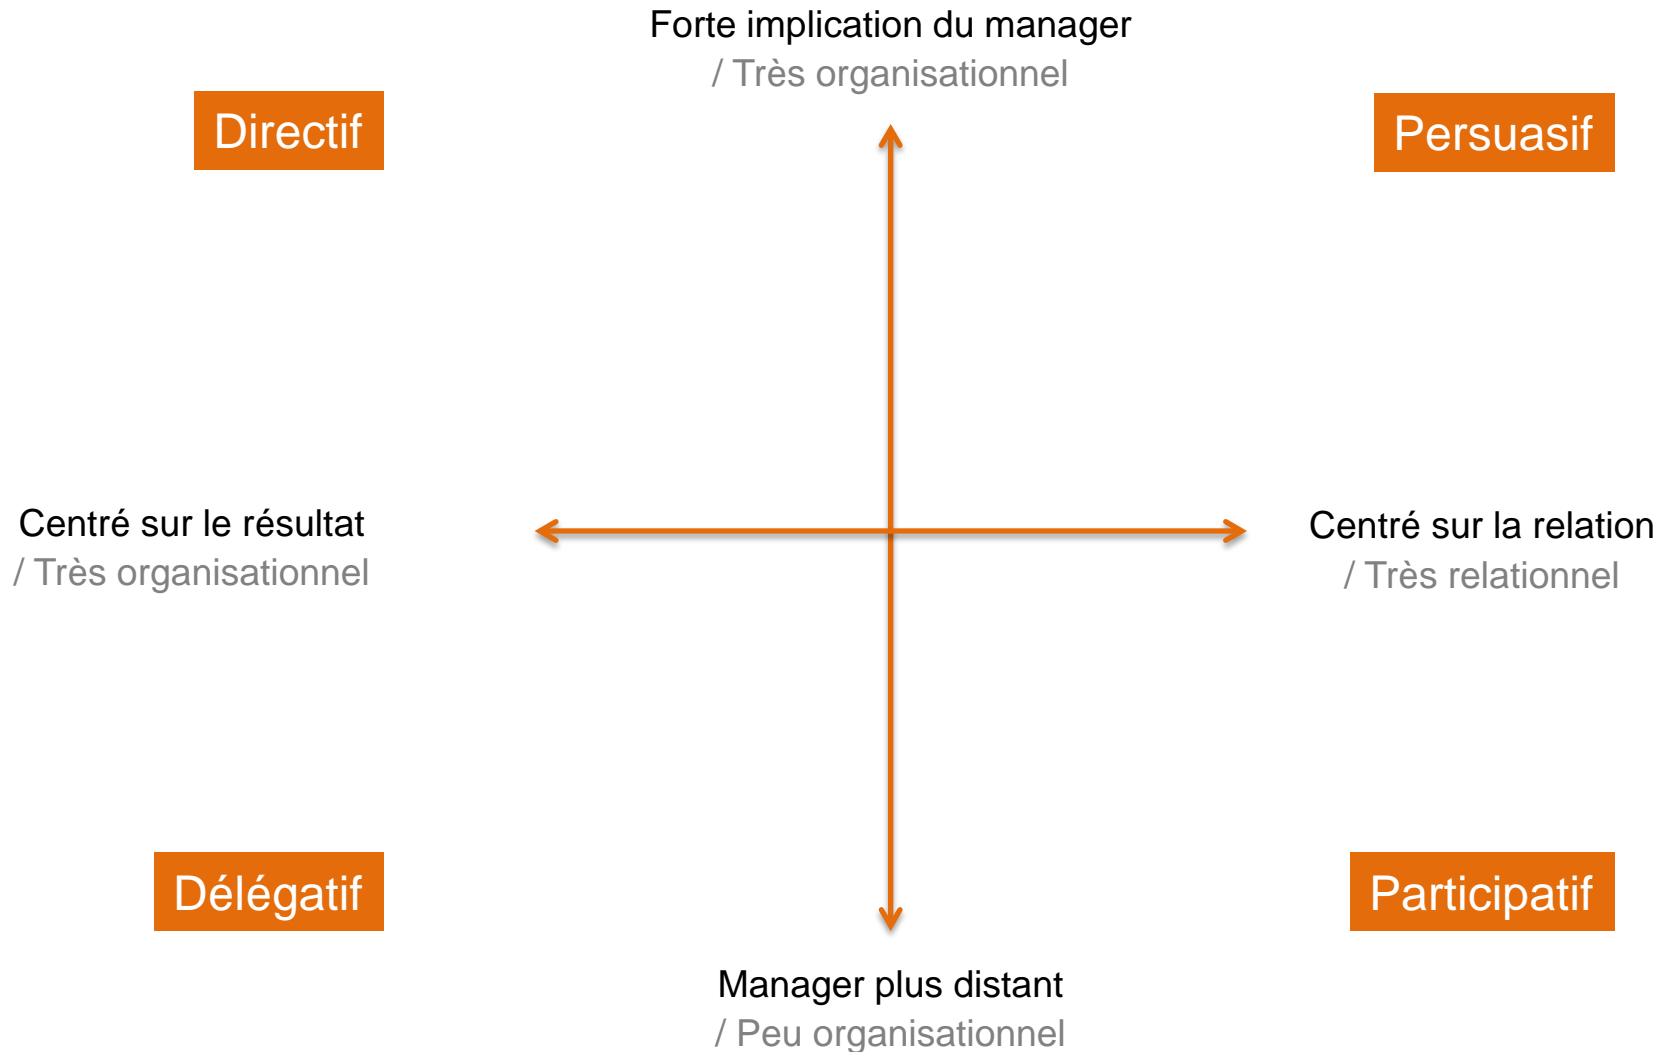 Forte implication du manager
/ Très organisationnel
Directif
Persuasif
Centré sur le résultat
/ Très organisationnel
Centré sur la relation
/ Très relationnel
Délégatif
Participatif
Manager plus distant
/ Peu organisationnel